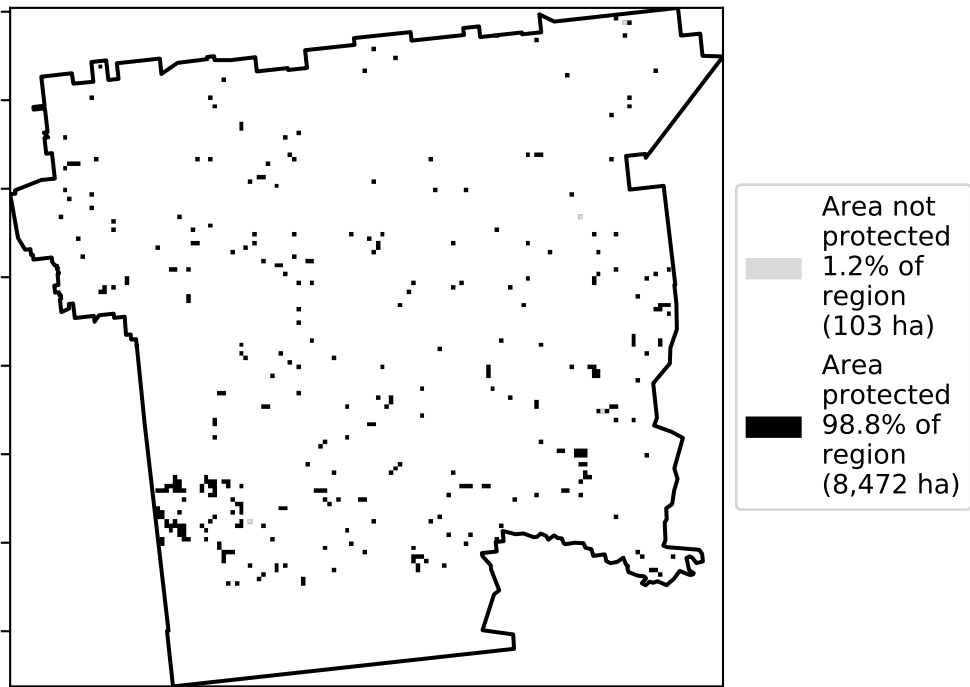 Area not
protected
1.2% of
region
(103 ha)
Area
protected
98.8% of
region
(8,472 ha)